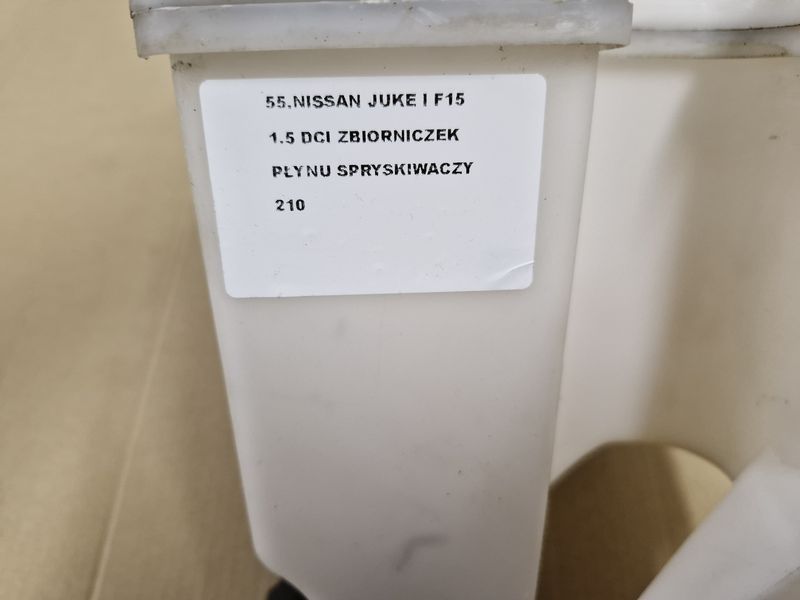 55.NISSAN JUKE I F15
1.5 DCI ZBIORNICZEK
PŁYNU SPRYSKIWACZY
210